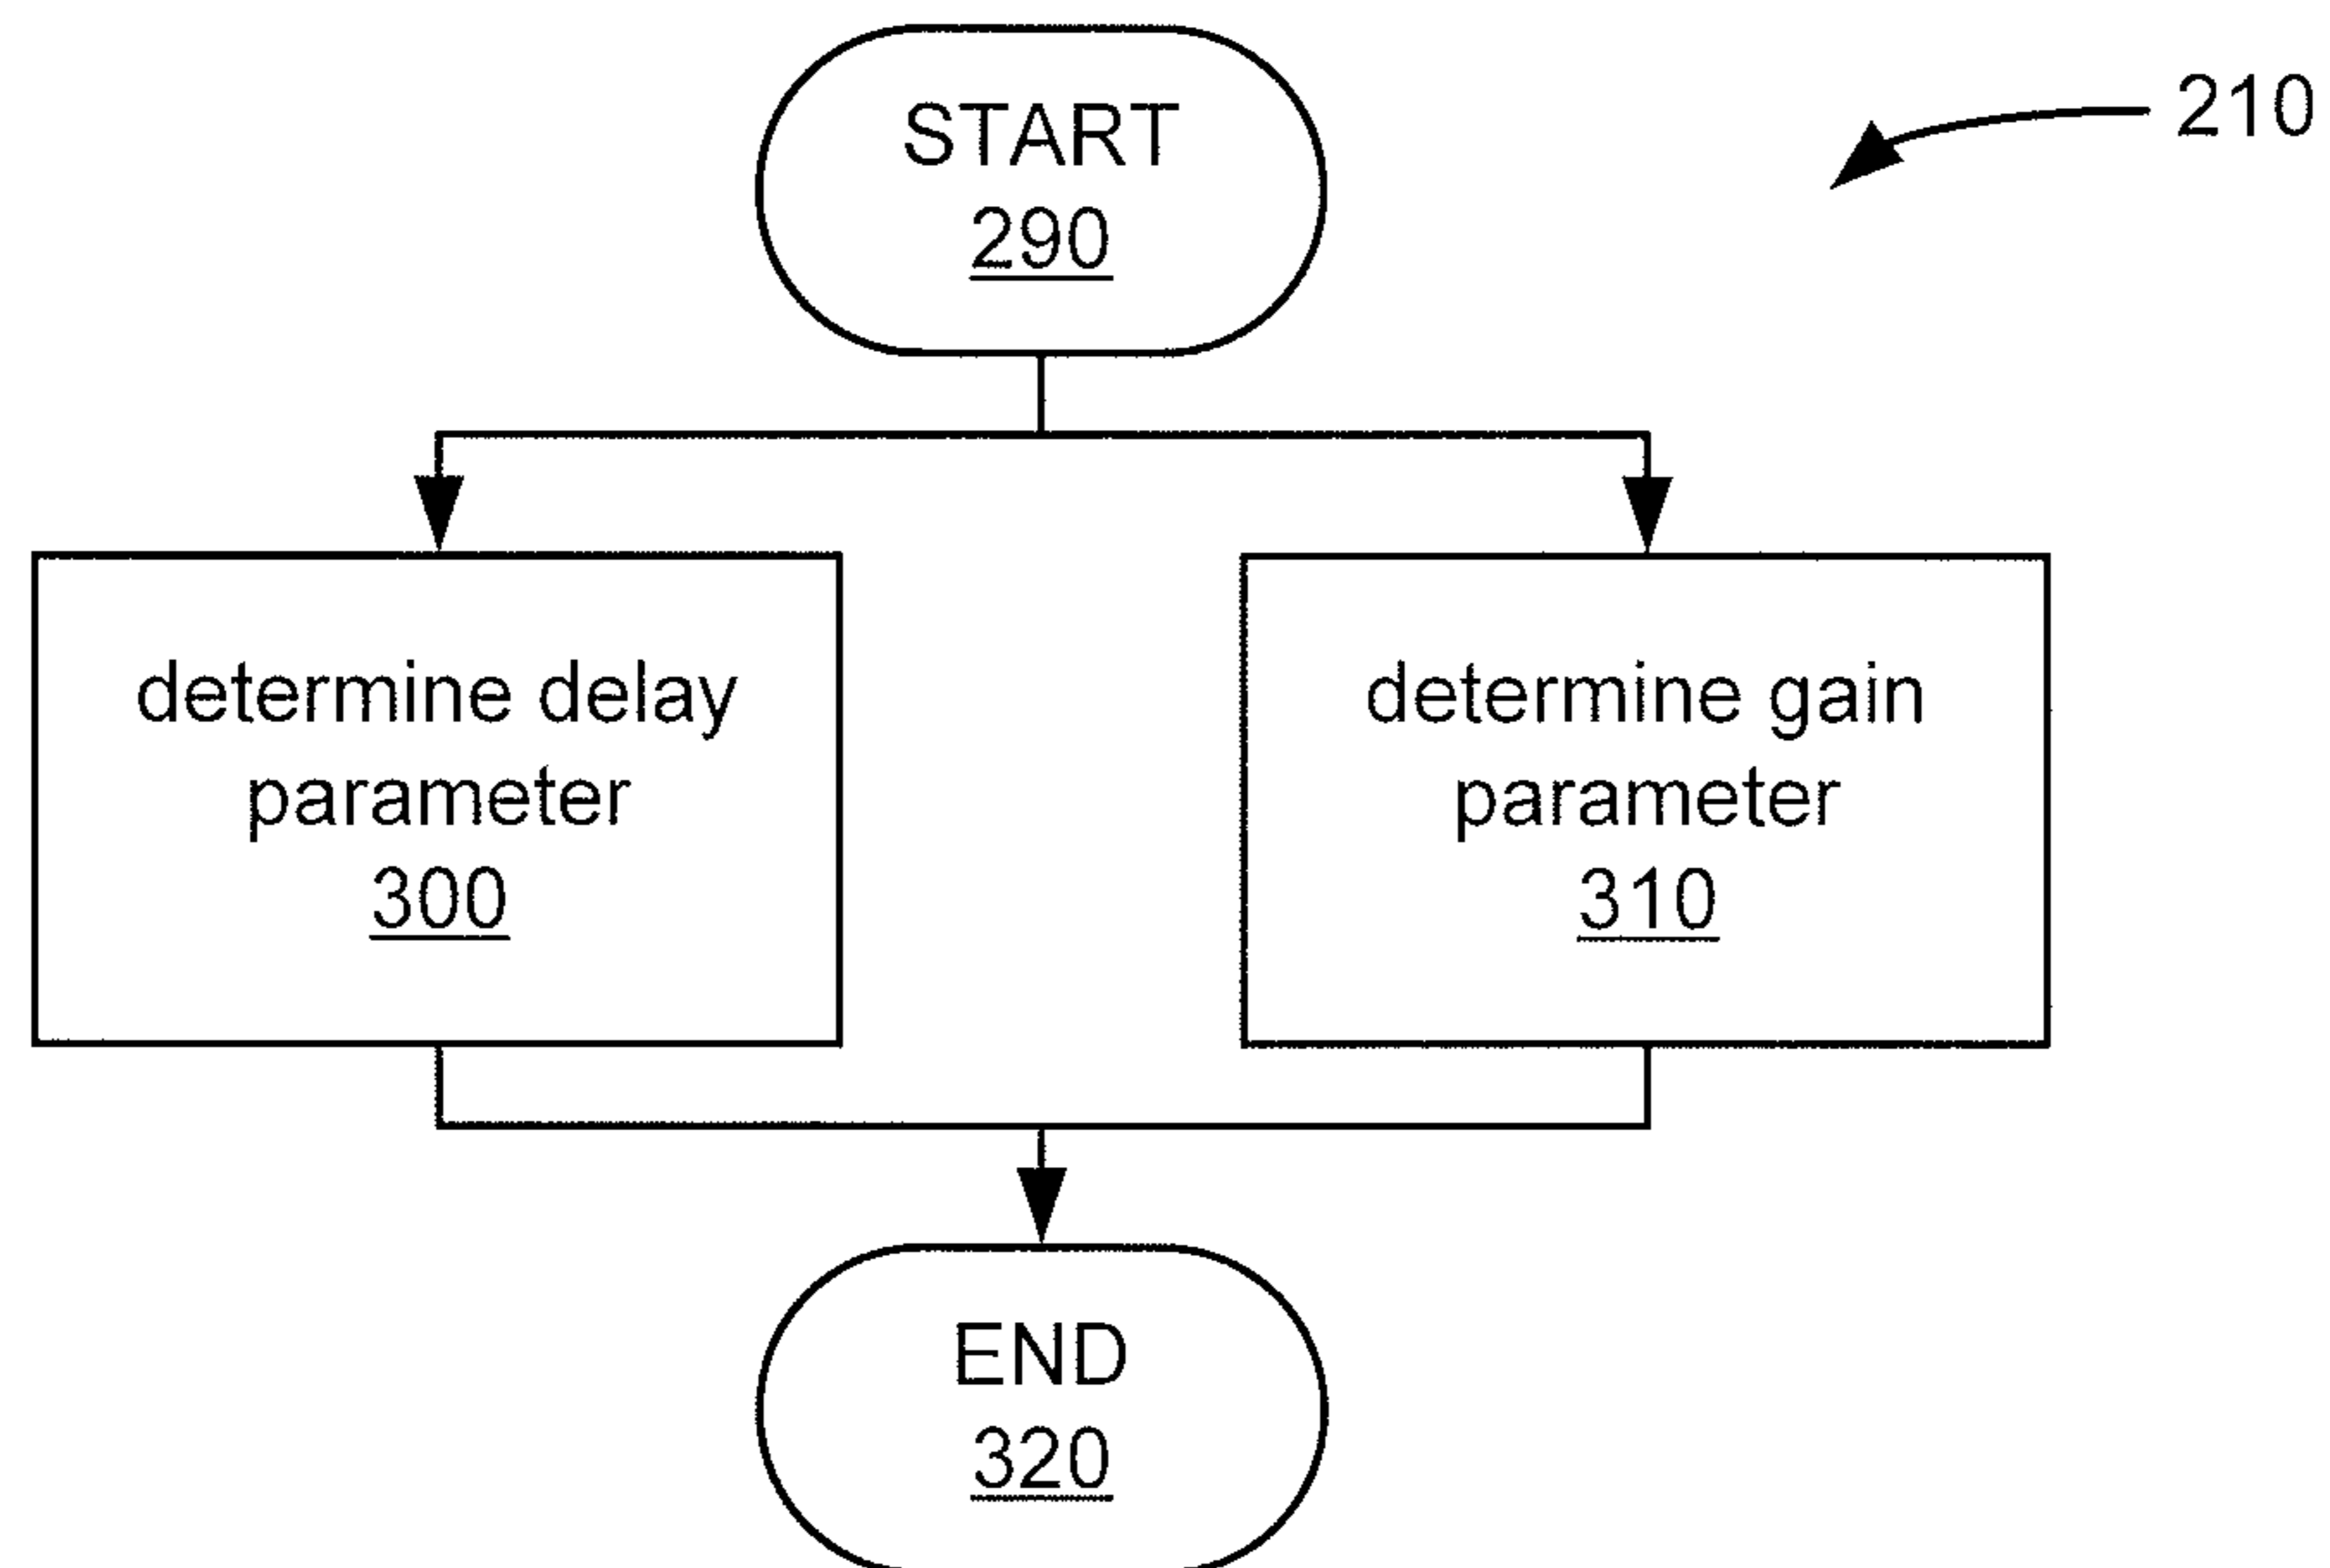 START
290
210
determine delay
parameter
300
determine gain
parameter
310
END
320